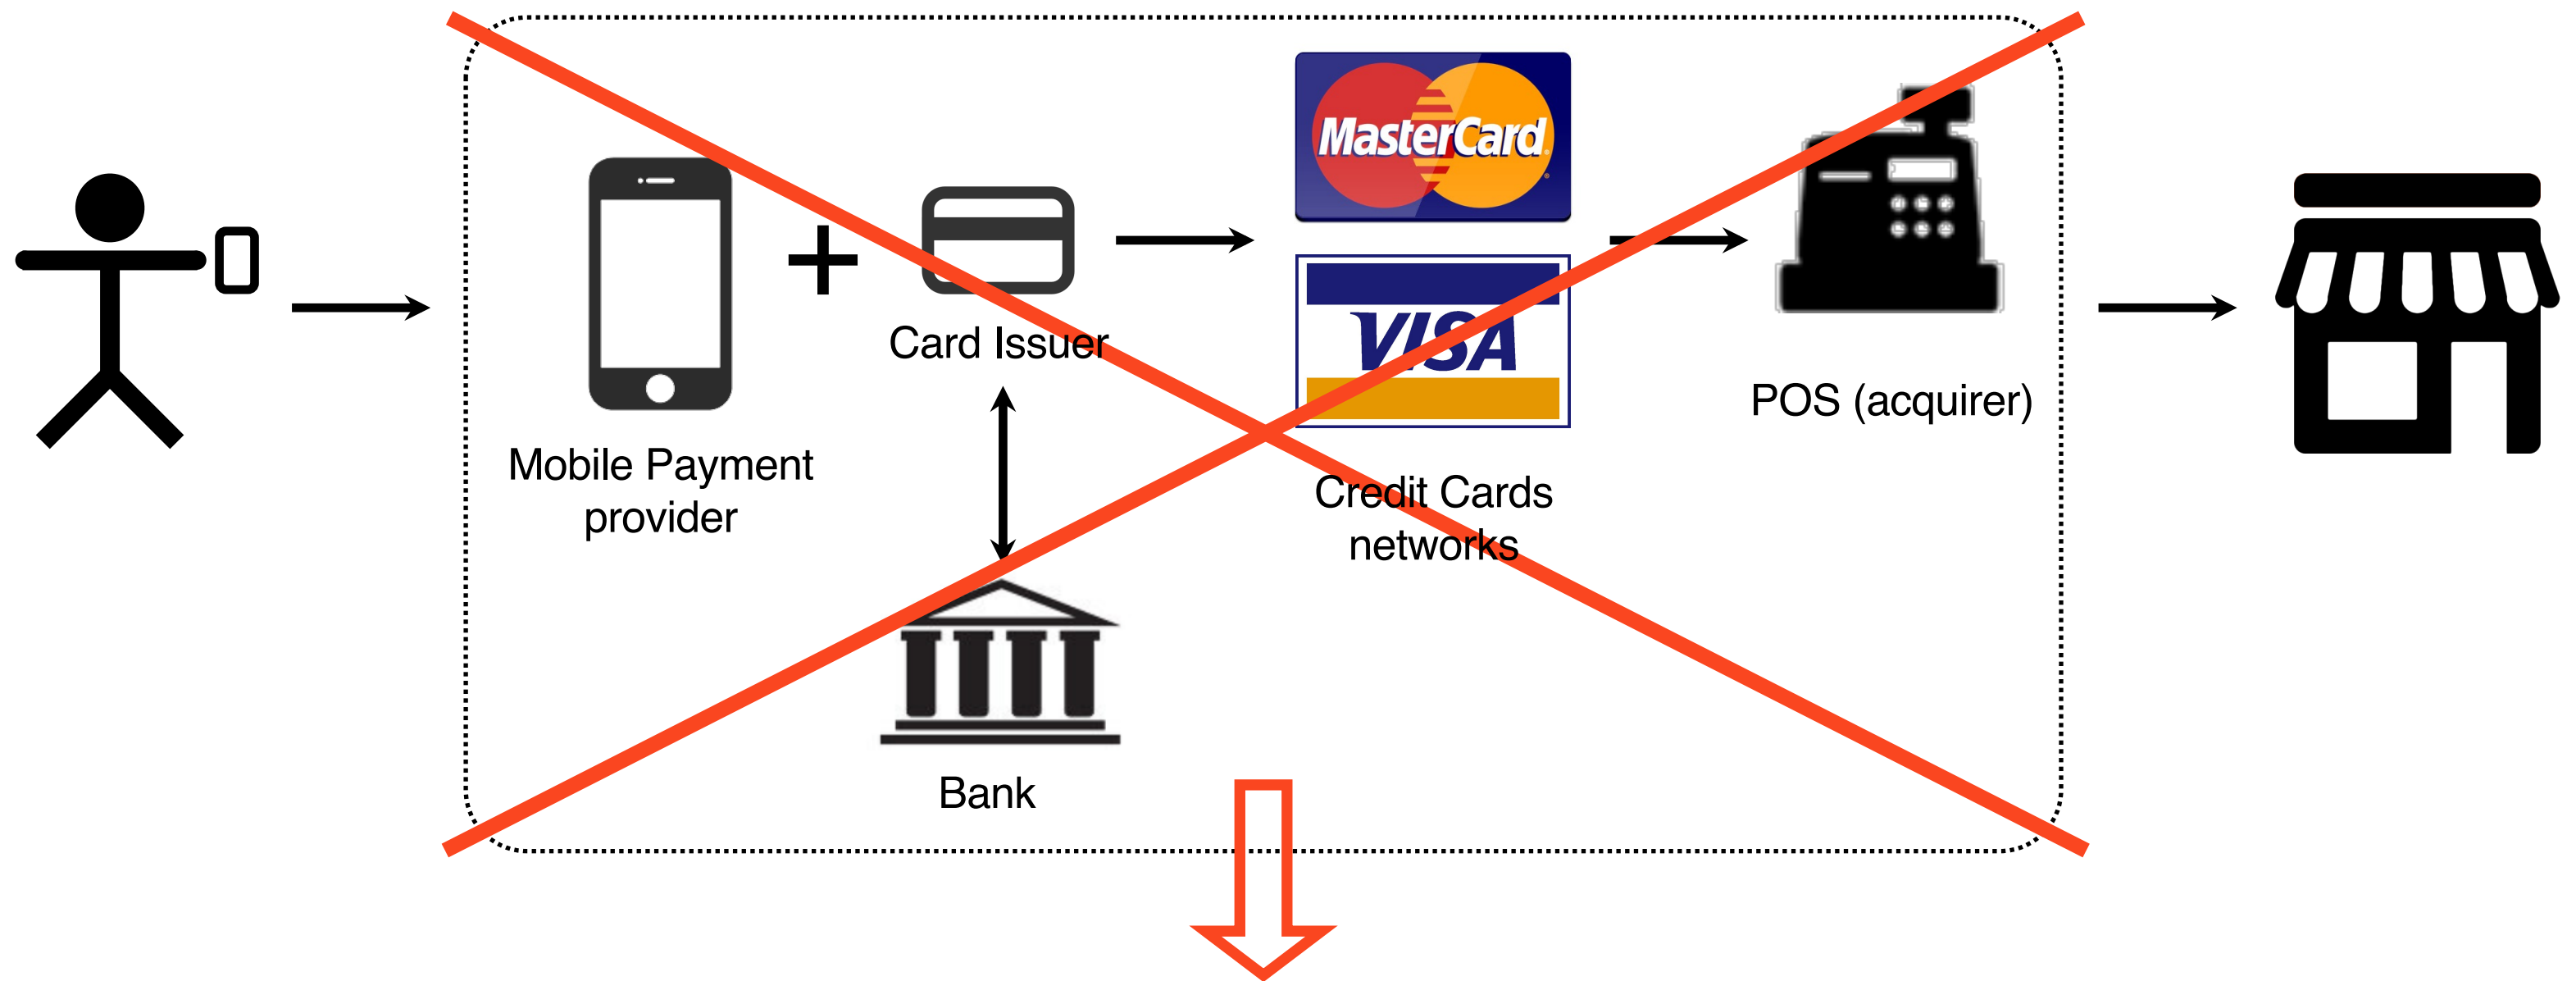 MasterCard
VISA
Card Issuer
POS (acquirer)
Mobile Payment
provider
Credit Cards
networks
Bank